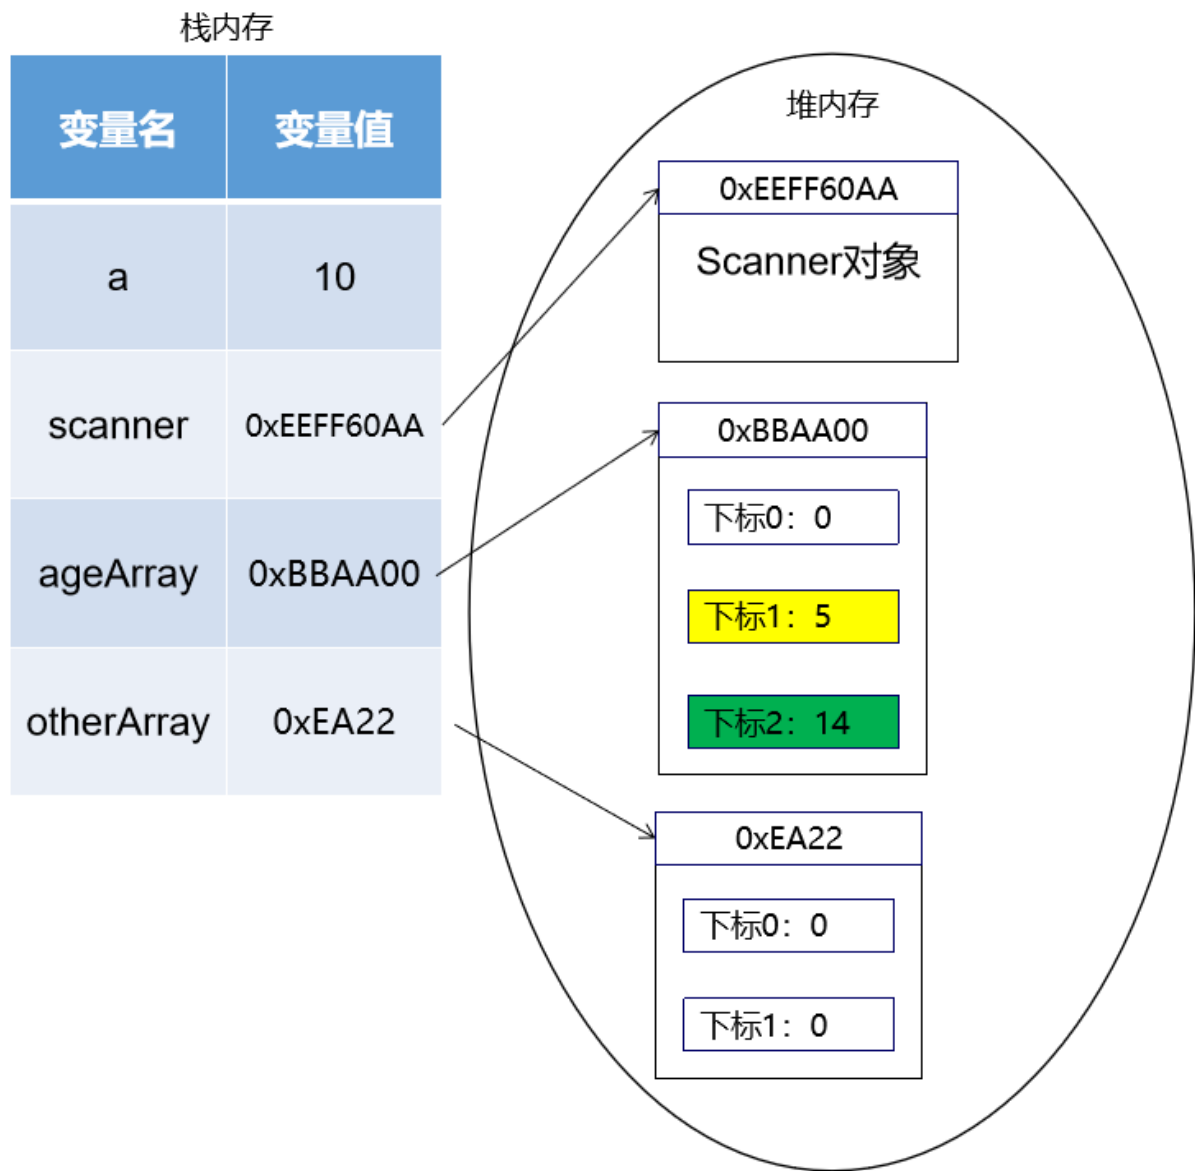 栈内存
变量名 变量值
a 10
scanner 0xEEFF60AA
ageArray 0xBBAA00
otherArray 0xEA22
堆内存
0xEEFF60AA
Scanner对象
0xBBAA00
下标0：0
下标1：5
下标2：14
0xEA22
下标0：0
下标1：0